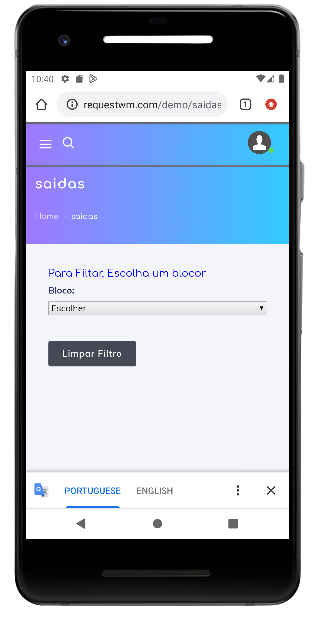 10:40
requestwm.com/demo/saidas
1
saidas
Home - saidas
Para Filtar, Escolha um blocor
Bloco:
Escolher
Limpar Filtro
PORTUGUESE ENGLISH